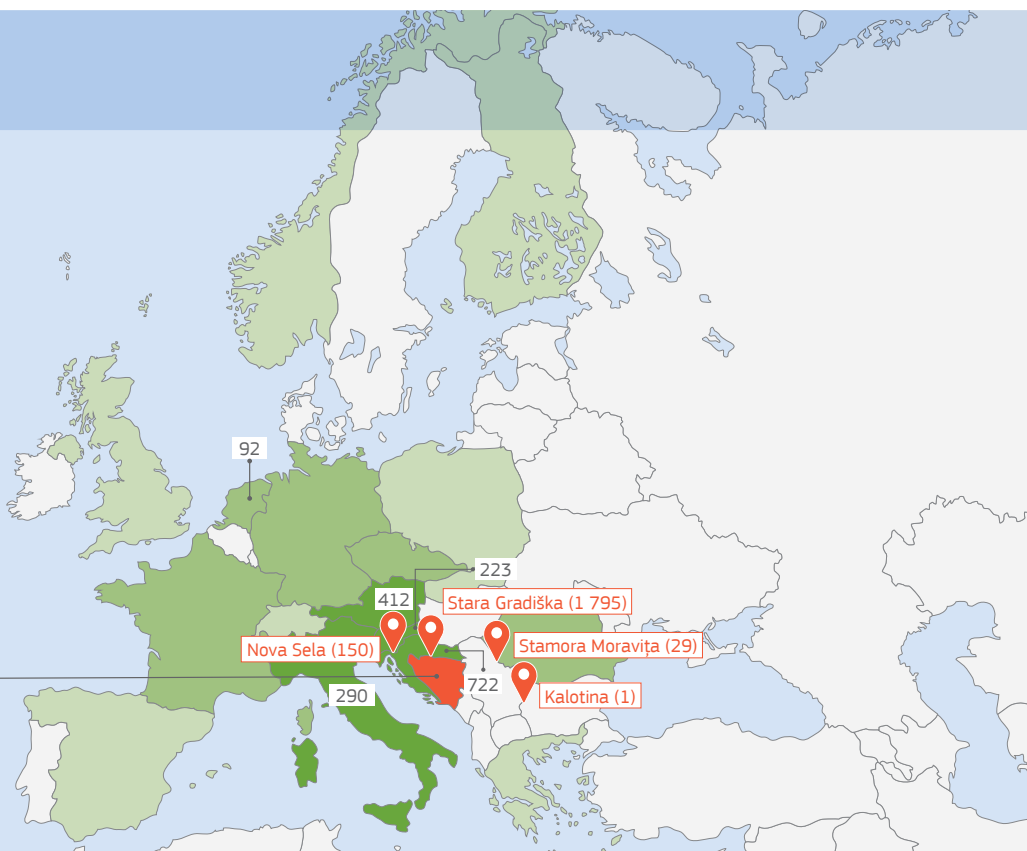 92
223
412
Stara Gradiška (1 795)
Nova Sela (150)
Stamora Moravița (29)
722
Kalotina (1)
290